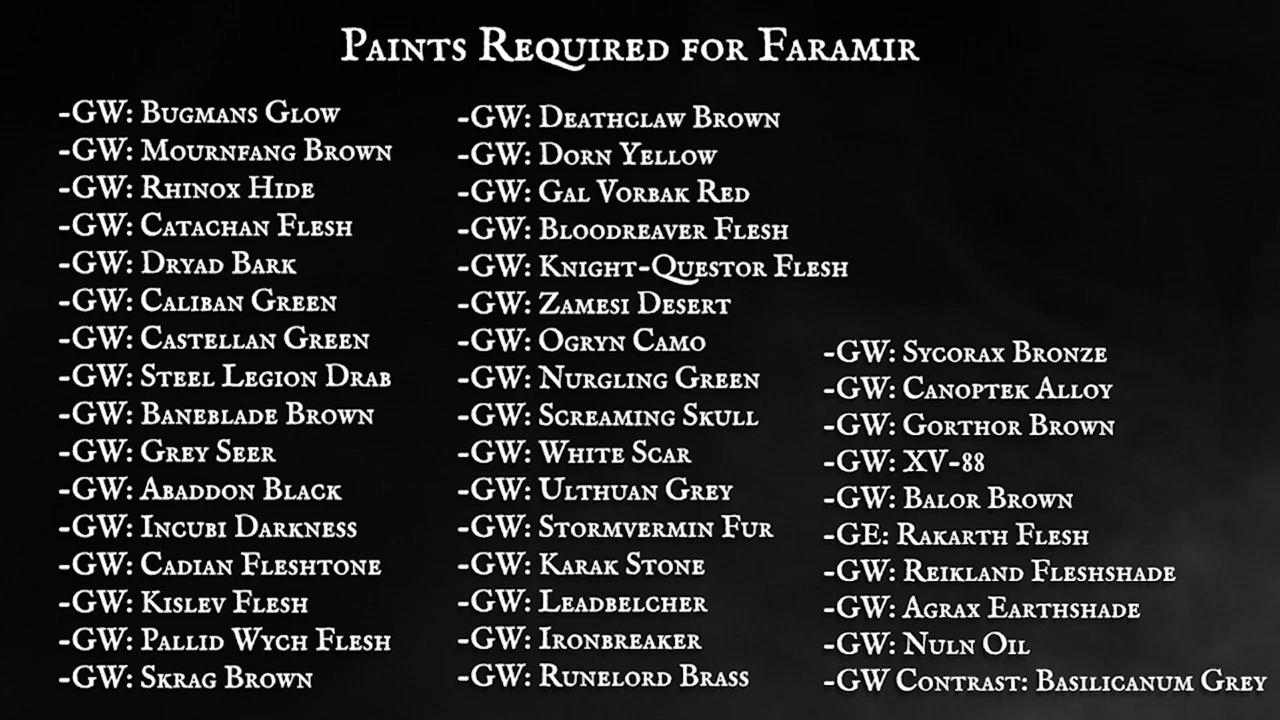 Paints Required for Faramir
-GW: Bugmans Glow
-GW: Mournfang Brown
-GW: Rhinox Hide
-GW: Catachan Flesh
-GW: Dryad Bark
-GW: Caliban Green
-GW: Castellan Green
-GW: Steel Legion Drab
-GW: Baneblade Brown
-GW: Grey Seer
-GW: Abaddon Black
-GW: Incubi Darkness
-GW: Cadian Fleshtone
-GW: Kislev Flesh
-GW: Pallid Wych Flesh
-GW: Skrag Brown
-GW: Deathclaw Brown
-GW: Dorn Yellow
-GW: Gal Vorbak Red
-GW: Bloodreaver Flesh
-GW: Knight-Questor Flesh
-GW: Zamesi Desert
-GW: Ogryn Camo
-GW: Nurgling Green
-GW: Screaming Skull
-GW: White Scar
-GW: Ulthuan Grey
-GW: Stormvermin Fur
-GW: Karak Stone
-GW: Leadbelcher
-GW: Ironbreaker
-GW: Runelord Brass
-GW: Sycorax Bronze
-GW: Canoptek Alloy
-GW: Gorthor Brown
-GW: XV-88
-GW: Balor Brown
-GE: Rakarth Flesh
-GW: Reikland Fleshshade
-GW: Agrax Earthshade
-GW: Nuln Oil
-GW Contrast: Basilicanum Grey